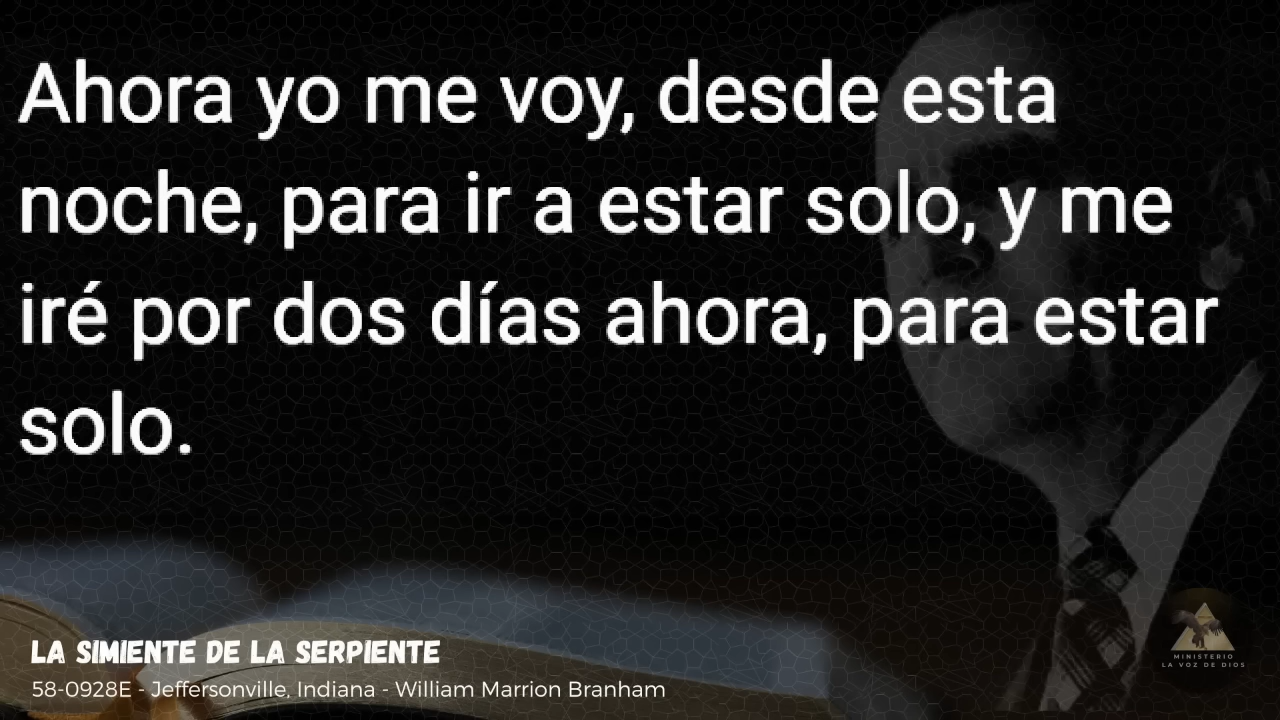 Ahora yo me voy, desde esta
noche, para ir a estar solo, y me
iré por dos días ahora, para estar
solo.
LA SIMIENTE DE LA SERPIENTE
58-0928E - Jeffersonville, Indiana - William Marrion Branham
MINISTERIO
LA VOZ DE DIOS